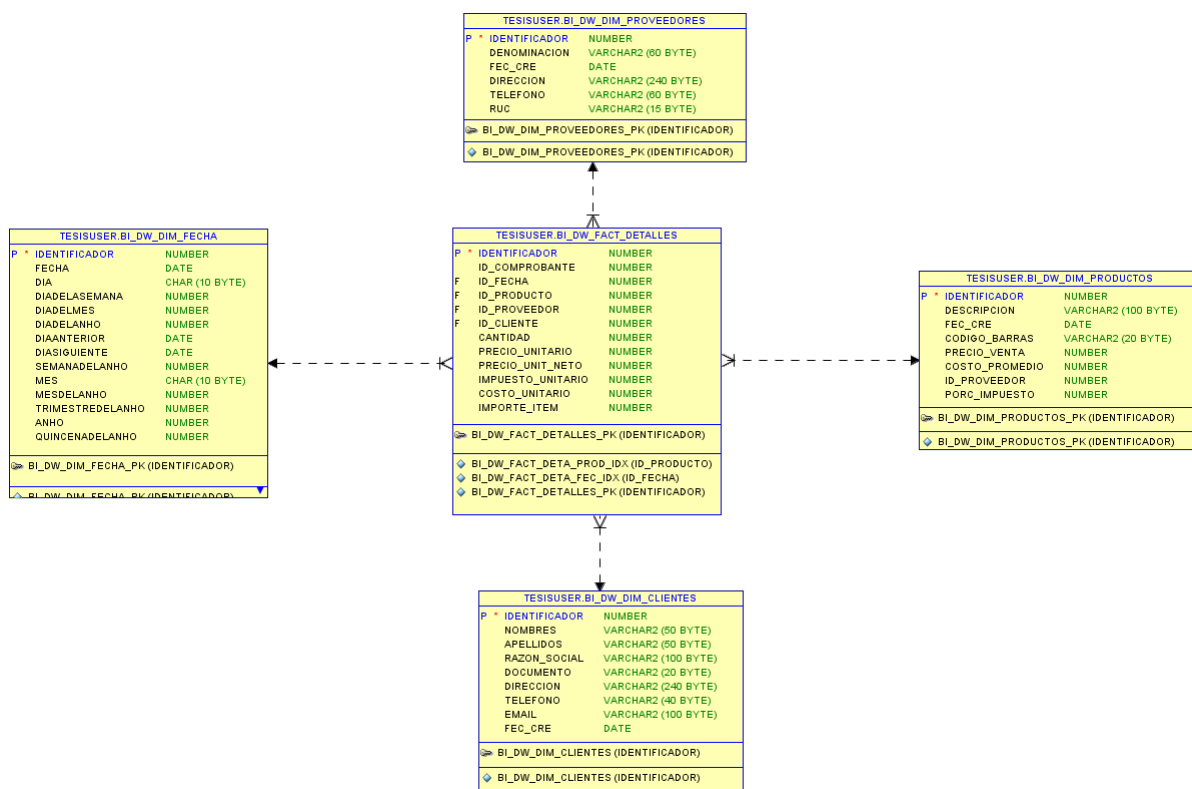 TESISUSER.BI_DW_DIM_PROVEEDORES
P * IDENTIFICADOR NUMBER
DENOMINACION VARCHAR2 (60 BYTE)
FEC_CRE DATE
DIRECCION VARCHAR2 (240 BYTE)
TELEFONO VARCHAR2 (60 BYTE)
RUC VARCHAR2 (15 BYTE)
BI_DW_DIM_PROVEEDORES_PK (IDENTIFICADOR)
BI_DW_DIM_PROVEEDORES_PK (IDENTIFICADOR)
TESISUSER.BI_DW_DIM_FECHA
P * IDENTIFICADOR NUMBER
FECHA DATE
DIA CHAR (10 BYTE)
DIADELASEMANA NUMBER
DIADELMES NUMBER
DIADELANHO NUMBER
DIAANTERIOR DATE
DIASIGUIENTE DATE
SEMANADELANHO NUMBER
MES CHAR (10 BYTE)
MESDELANHO NUMBER
TRIMESTREDELANHO NUMBER
ANHO NUMBER
QUINCENADELANHO NUMBER
BI_DW_DIM_FECHA_PK (IDENTIFICADOR)
BI_DW_DIM_FECHA_PK (IDENTIFICADOR)
TESISUSER.BI_DW_FACT_DETALLES
P * IDENTIFICADOR NUMBER
ID_COMPROBANTE NUMBER
F ID_FECHA NUMBER
F ID_PRODUCTO NUMBER
F ID_PROVEEDOR NUMBER
F ID_CLIENTE NUMBER
CANTIDAD NUMBER
PRECIO_UNITARIO NUMBER
PRECIO_UNIT_NETO NUMBER
IMPUESTO_UNITARIO NUMBER
COSTO_UNITARIO NUMBER
IMPORTE_ITEM NUMBER
BI_DW_FACT_DETALLES_PK (IDENTIFICADOR)
BI_DW_FACT_DETA_PROD_IDX (ID_PRODUCTO)
BI_DW_FACT_DETA_FEC_IDX (ID_FECHA)
BI_DW_FACT_DETALLES_PK (IDENTIFICADOR)
TESISUSER.BI_DW_DIM_PRODUCTOS
P * IDENTIFICADOR NUMBER
DESCRIPCION VARCHAR2 (100 BYTE)
FEC_CRE DATE
CODIGO_BARRAS VARCHAR2 (20 BYTE)
PRECIO_VENTA NUMBER
COSTO_PROMEDIO NUMBER
ID_PROVEEDOR NUMBER
PORC_IMPUESTO NUMBER
BI_DW_DIM_PRODUCTOS_PK (IDENTIFICADOR)
BI_DW_DIM_PRODUCTOS_PK (IDENTIFICADOR)
TESISUSER.BI_DW_DIM_CLIENTES
P * IDENTIFICADOR NUMBER
NOMBRES VARCHAR2 (50 BYTE)
APELLIDOS VARCHAR2 (50 BYTE)
RAZON_SOCIAL VARCHAR2 (100 BYTE)
DOCUMENTO VARCHAR2 (20 BYTE)
DIRECCION VARCHAR2 (240 BYTE)
TELEFONO VARCHAR2 (40 BYTE)
EMAIL VARCHAR2 (100 BYTE)
FEC_CRE DATE
BI_DW_DIM_CLIENTES (IDENTIFICADOR)
BI_DW_DIM_CLIENTES (IDENTIFICADOR)